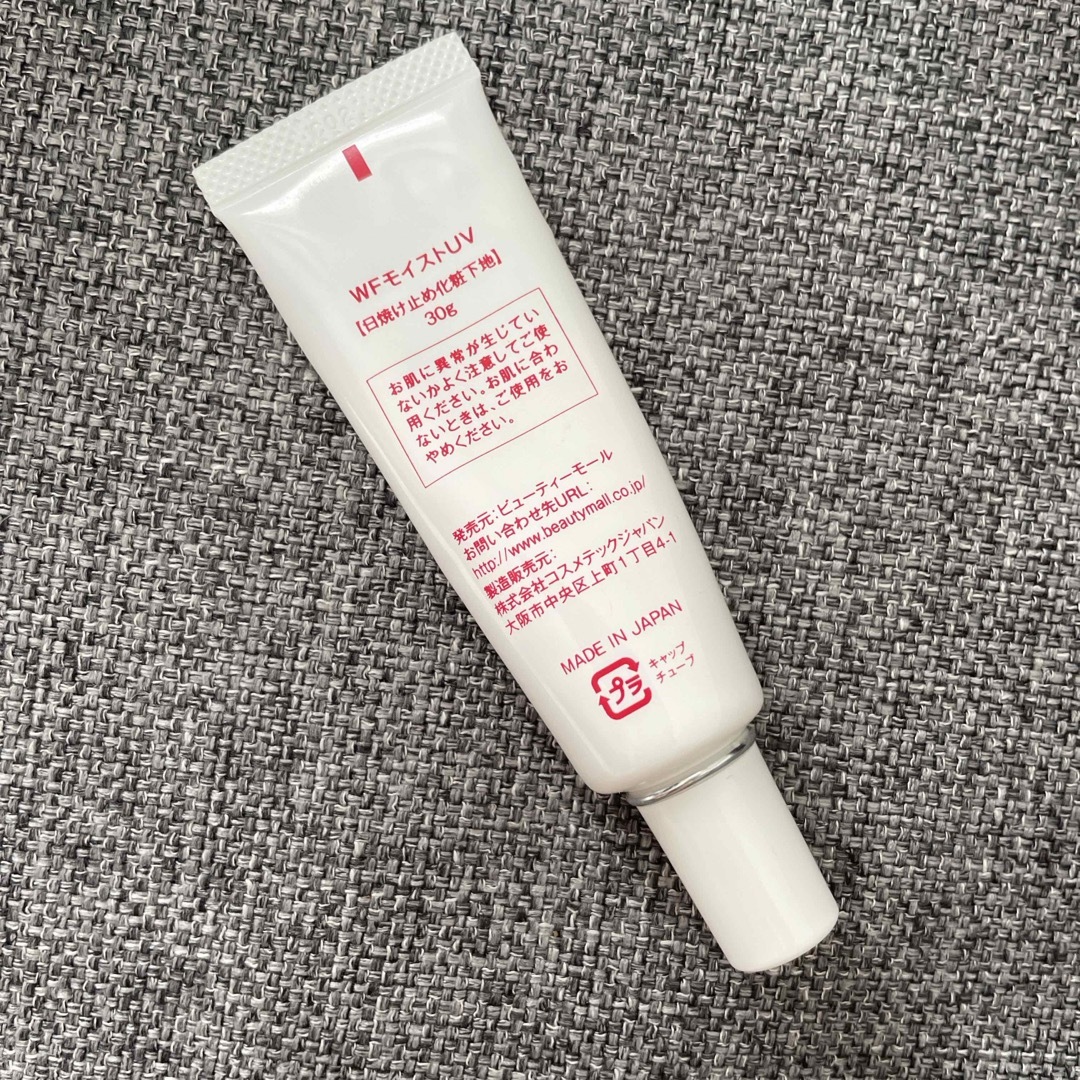 WFモイストUV
【日焼け止め化粧下地】
30g
お肌に異常が生じてい
ないかよく注意してご使
用ください。お肌に合わ
ないときは、ご使用をお
やめください。
発売元:ビューティーモール
お問い合わせ先URL:
http://www.beautymall.co.jp/
製造販売元:
株式会社コスメテックジャパン
大阪市中央区上町1丁目4-1
MADE IN JAPAN
プラ
キャップ
チューブ